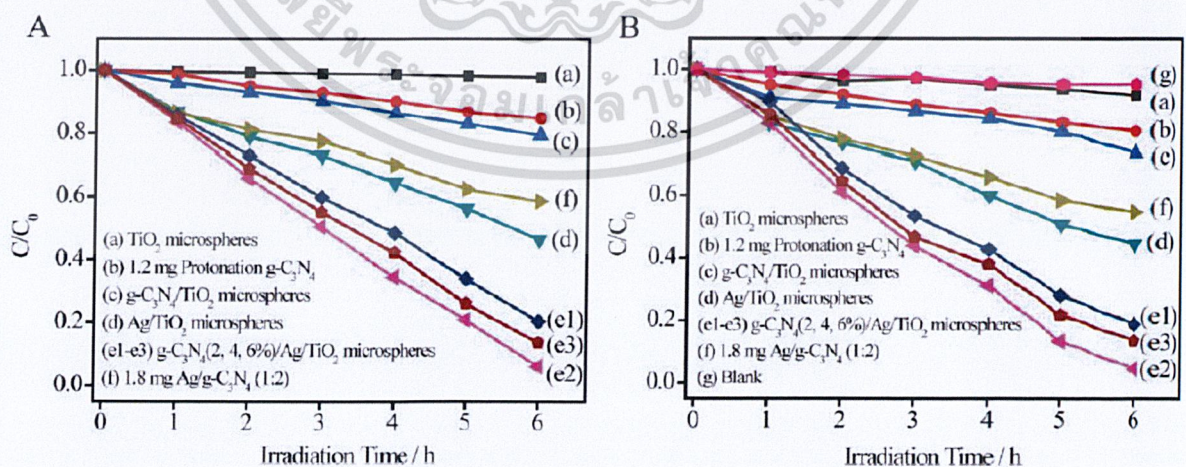 A
B
C/C₀
1.0
0.8
0.6
0.4
0.2
0.0
0 1 2 3 4 5 6
Irradiation Time / h
(a)
(b)
(c)
(f)
(d)
(e1)
(e3)
(e2)
(a) TiO₂ microspheres
(b) 1.2 mg Protonation g-C₃N₄
(c) g-C₃N₄/TiO₂ microspheres
(d) Ag/TiO₂ microspheres
(e1-e3) g-C₃N₄(2, 4, 6%)/Ag/TiO₂ microspheres
(f) 1.8 mg Ag/g-C₃N₄ (1:2)
C/C₀
1.0
0.8
0.6
0.4
0.2
0.0
0 1 2 3 4 5 6
Irradiation Time / h
(g)
(a)
(b)
(c)
(f)
(d)
(e1)
(e3)
(e2)
(a) TiO₂ microspheres
(b) 1.2 mg Protonation g-C₃N₄
(c) g-C₃N₄/TiO₂ microspheres
(d) Ag/TiO₂ microspheres
(e1-e3) g-C₃N₄(2, 4, 6%)/Ag/TiO₂ microspheres
(f) 1.8 mg Ag/g-C₃N₄ (1:2)
(g) Blank